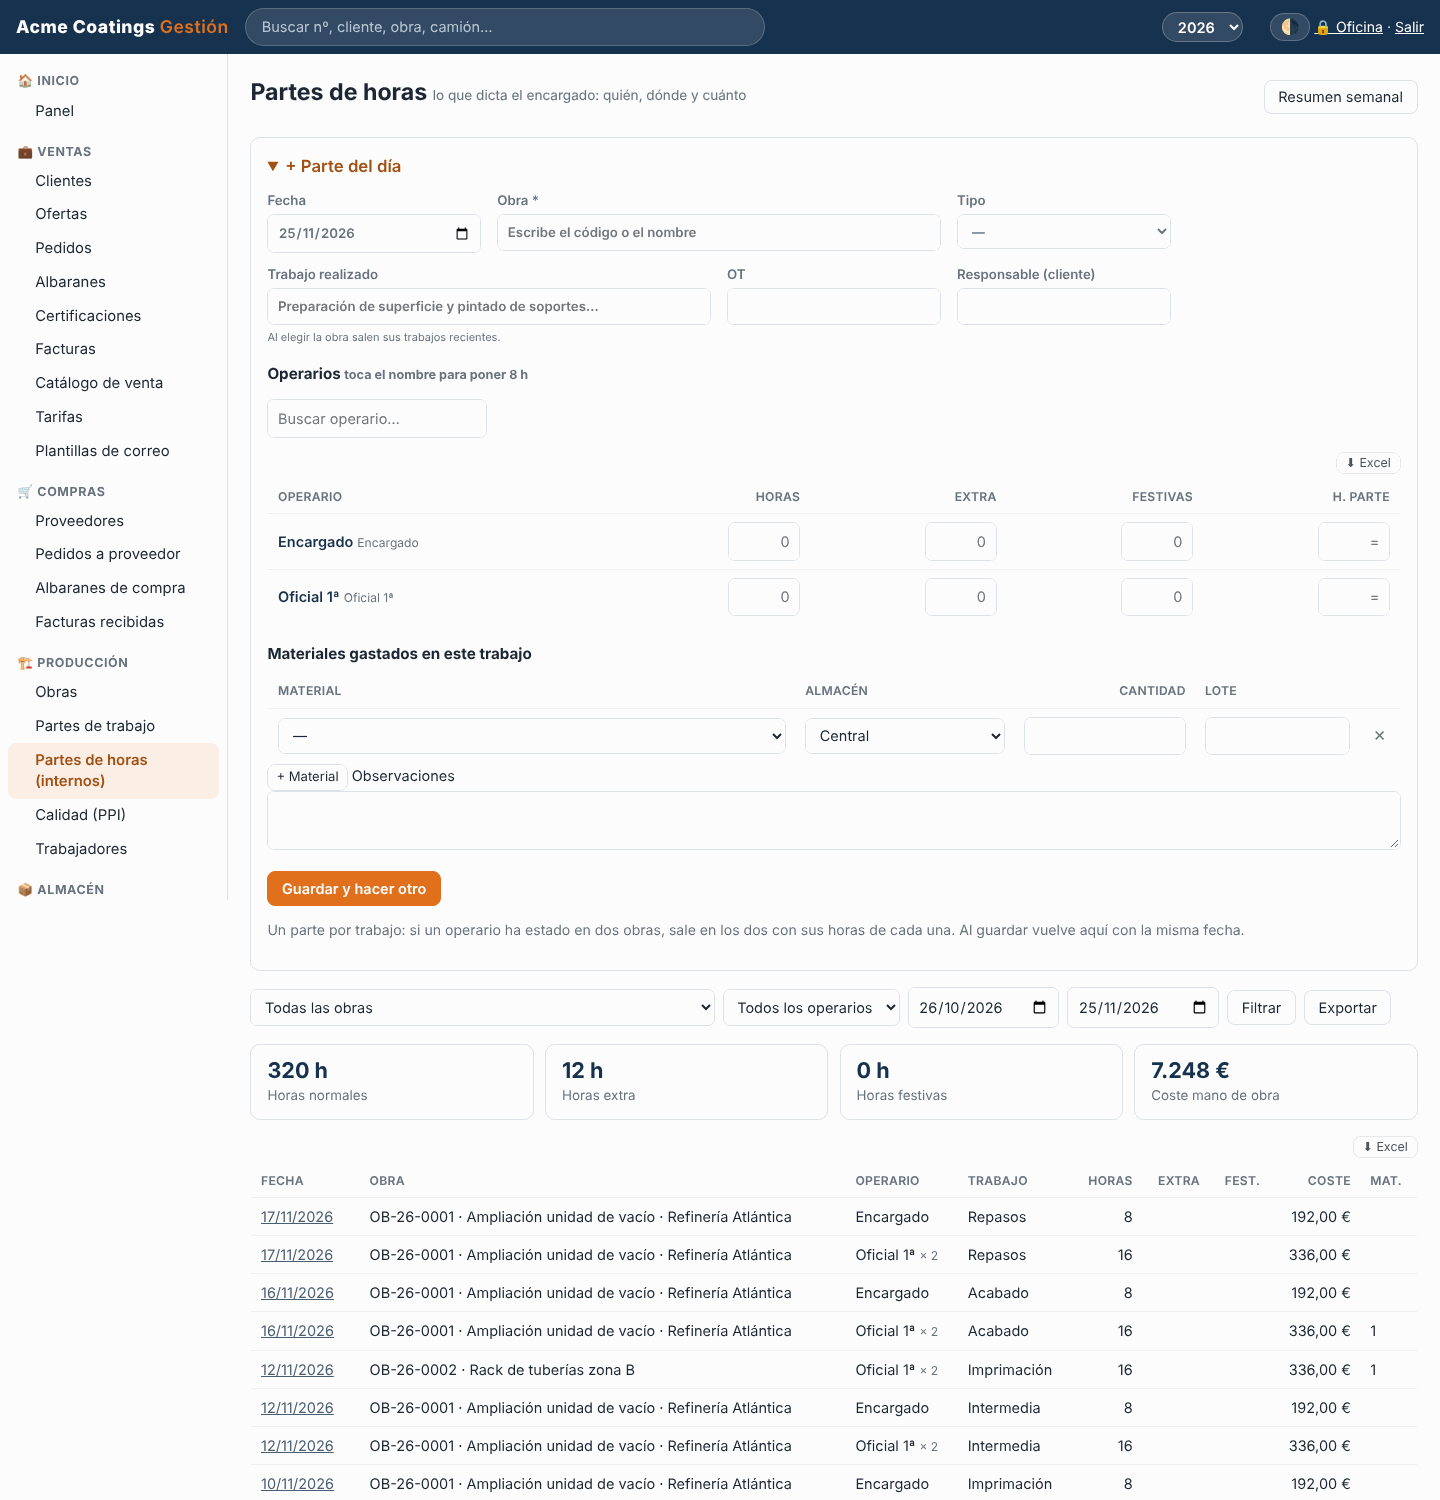 Acme Coatings Gestión
Buscar nº, cliente, obra, camión...
2026
🔒 Oficina · Salir
🏠 INICIO
Panel
💼 VENTAS
Clientes
Ofertas
Pedidos
Albaranes
Certificaciones
Facturas
Catálogo de venta
Tarifas
Plantillas de correo
🛒 COMPRAS
Proveedores
Pedidos a proveedor
Albaranes de compra
Facturas recibidas
🏗️ PRODUCCIÓN
Obras
Partes de trabajo
Partes de horas
(internos)
Calidad (PPI)
Trabajadores
📦 ALMACÉN
Partes de horas lo que dicta el encargado: quién, dónde y cuánto
Resumen semanal
▼ + Parte del día
Fecha Obra * Tipo
25/11/2026 Escribe el código o el nombre —
Trabajo realizado OT Responsable (cliente)
Preparación de superficie y pintado de soportes...
Al elegir la obra salen sus trabajos recientes.
Operarios toca el nombre para poner 8 h
Buscar operario...
⬇ Excel
OPERARIO HORAS EXTRA FESTIVAS H. PARTE
Encargado Encargado 0 0 0 =
Oficial 1ª Oficial 1ª 0 0 0 =
Materiales gastados en este trabajo
MATERIAL ALMACÉN CANTIDAD LOTE
— Central ✕
+ Material Observaciones
Guardar y hacer otro
Un parte por trabajo: si un operario ha estado en dos obras, sale en los dos con sus horas de cada una. Al guardar vuelve aquí con la misma fecha.
Todas las obras Todos los operarios 26/10/2026 25/11/2026 Filtrar Exportar
320 h 12 h 0 h 7.248 €
Horas normales Horas extra Horas festivas Coste mano de obra
⬇ Excel
FECHA OBRA OPERARIO TRABAJO HORAS EXTRA FEST. COSTE MAT.
17/11/2026 OB-26-0001 · Ampliación unidad de vacío · Refinería Atlántica Encargado Repasos 8 192,00 €
17/11/2026 OB-26-0001 · Ampliación unidad de vacío · Refinería Atlántica Oficial 1ª × 2 Repasos 16 336,00 €
16/11/2026 OB-26-0001 · Ampliación unidad de vacío · Refinería Atlántica Encargado Acabado 8 192,00 €
16/11/2026 OB-26-0001 · Ampliación unidad de vacío · Refinería Atlántica Oficial 1ª × 2 Acabado 16 336,00 € 1
12/11/2026 OB-26-0002 · Rack de tuberías zona B Oficial 1ª × 2 Imprimación 16 336,00 € 1
12/11/2026 OB-26-0001 · Ampliación unidad de vacío · Refinería Atlántica Encargado Intermedia 8 192,00 €
12/11/2026 OB-26-0001 · Ampliación unidad de vacío · Refinería Atlántica Oficial 1ª × 2 Intermedia 16 336,00 €
10/11/2026 OB-26-0001 · Ampliación unidad de vacío · Refinería Atlántica Encargado Imprimación 8 192,00 €